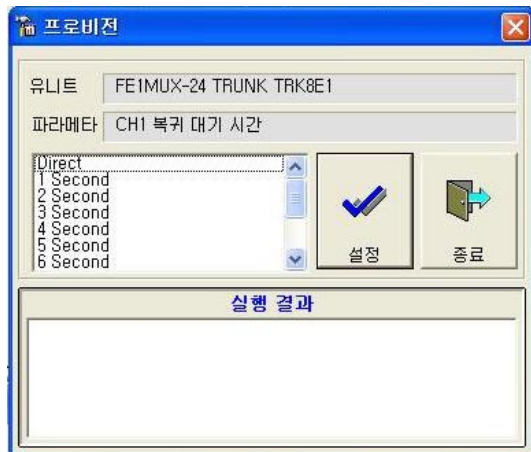 프로비전
유니트 FE1MUX-24 TRUNK TRK8E1
파라메타 CH1 복귀 대기 시간
Direct
1 Second
2 Second
3 Second
4 Second
5 Second
6 Second
설정
종료
실행 결과